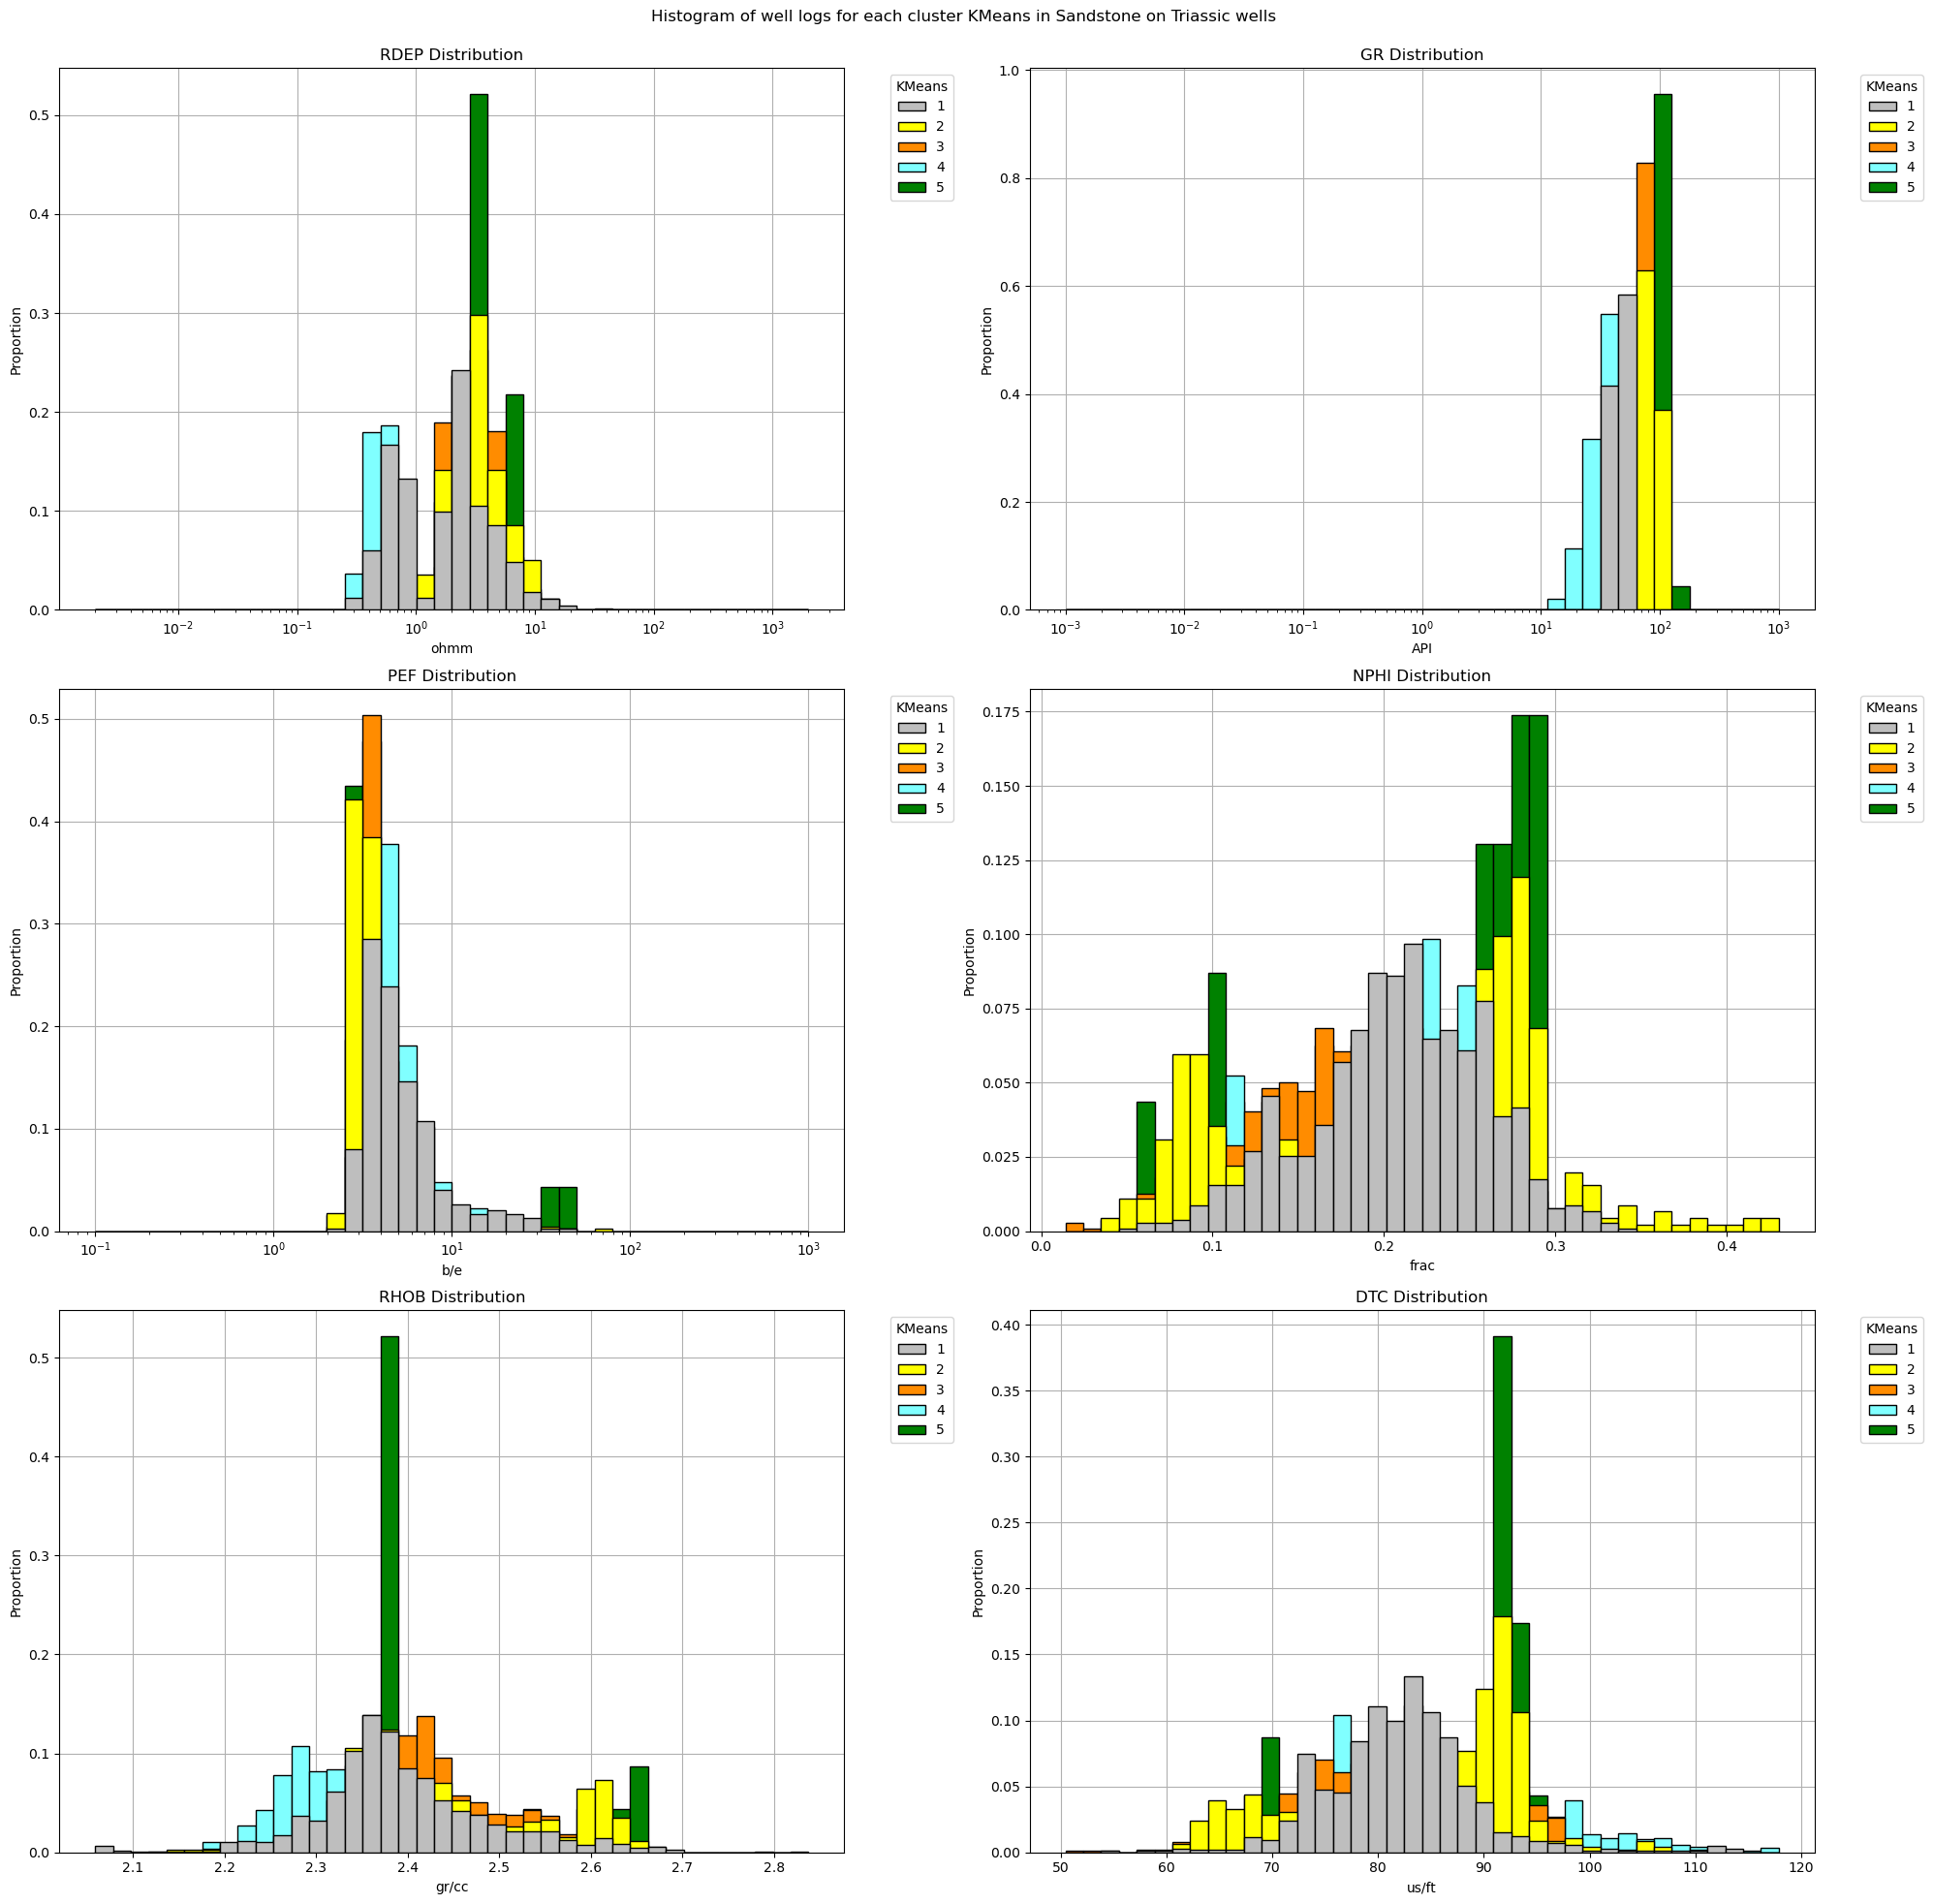 Histogram of well logs for each cluster KMeans in Sandstone on Triassic wells
RDEP Distribution
Proportion
0.5
0.4
0.3
0.2
0.1
0.0
10⁻² 10⁻¹ 10⁰ 10¹ 10² 10³
ohmm
KMeans
1
2
3
4
5
GR Distribution
Proportion
1.0
0.8
0.6
0.4
0.2
0.0
10⁻³ 10⁻² 10⁻¹ 10⁰ 10¹ 10² 10³
API
KMeans
1
2
3
4
5
PEF Distribution
Proportion
0.5
0.4
0.3
0.2
0.1
0.0
10⁻¹ 10⁰ 10¹ 10² 10³
b/e
KMeans
1
2
3
4
5
NPHI Distribution
Proportion
0.175
0.150
0.125
0.100
0.075
0.050
0.025
0.000
0.0 0.1 0.2 0.3 0.4
frac
KMeans
1
2
3
4
5
RHOB Distribution
Proportion
0.5
0.4
0.3
0.2
0.1
0.0
2.1 2.2 2.3 2.4 2.5 2.6 2.7 2.8
gr/cc
KMeans
1
2
3
4
5
DTC Distribution
Proportion
0.40
0.35
0.30
0.25
0.20
0.15
0.10
0.05
0.00
50 60 70 80 90 100 110 120
us/ft
KMeans
1
2
3
4
5